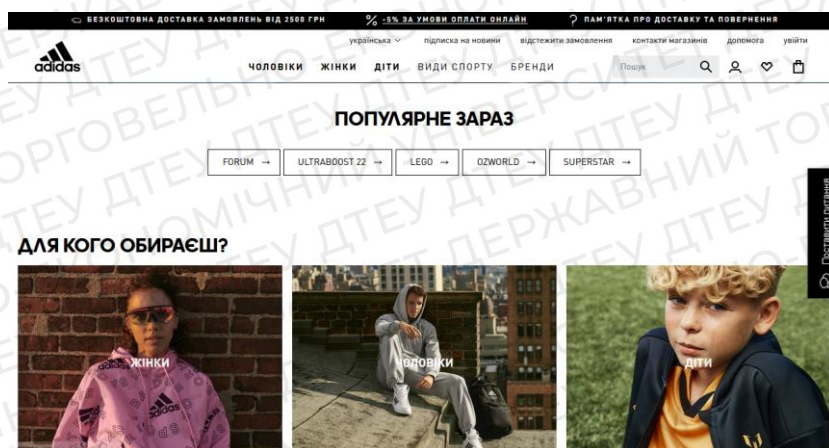 БЕЗКОШТОВНА ДОСТАВКА ЗАМОВЛЕНЬ ВІД 2500 ГРН
-5% ЗА УМОВИ ОПЛАТИ ОНЛАЙН
ПАМ'ЯТКА ПРО ДОСТАВКУ ТА ПОВЕРНЕННЯ
українська підписка на новини відстежити замовлення контакти магазинів допомога увійти
adidas
ЧОЛОВІКИ ЖІНКИ ДІТИ ВИДИ СПОРТУ БРЕНДИ Пошук
ПОПУЛЯРНЕ ЗАРАЗ
FORUM → ULTRABOOST 22 → LEGO → OZWORLD → SUPERSTAR →
Поставити питання
ДЛЯ КОГО ОБИРАЄШ?
ЖІНКИ ЧОЛОВІКИ ДІТИ
adidas